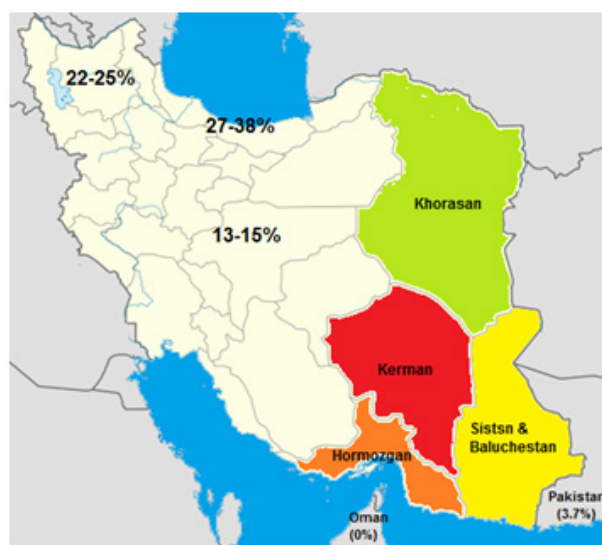 22-25%
27-38%
Khorasan
13-15%
Kerman
Sistsn &
Baluchestan
Hormozgan
Pakistan
(3.7%)
Oman
(0%)